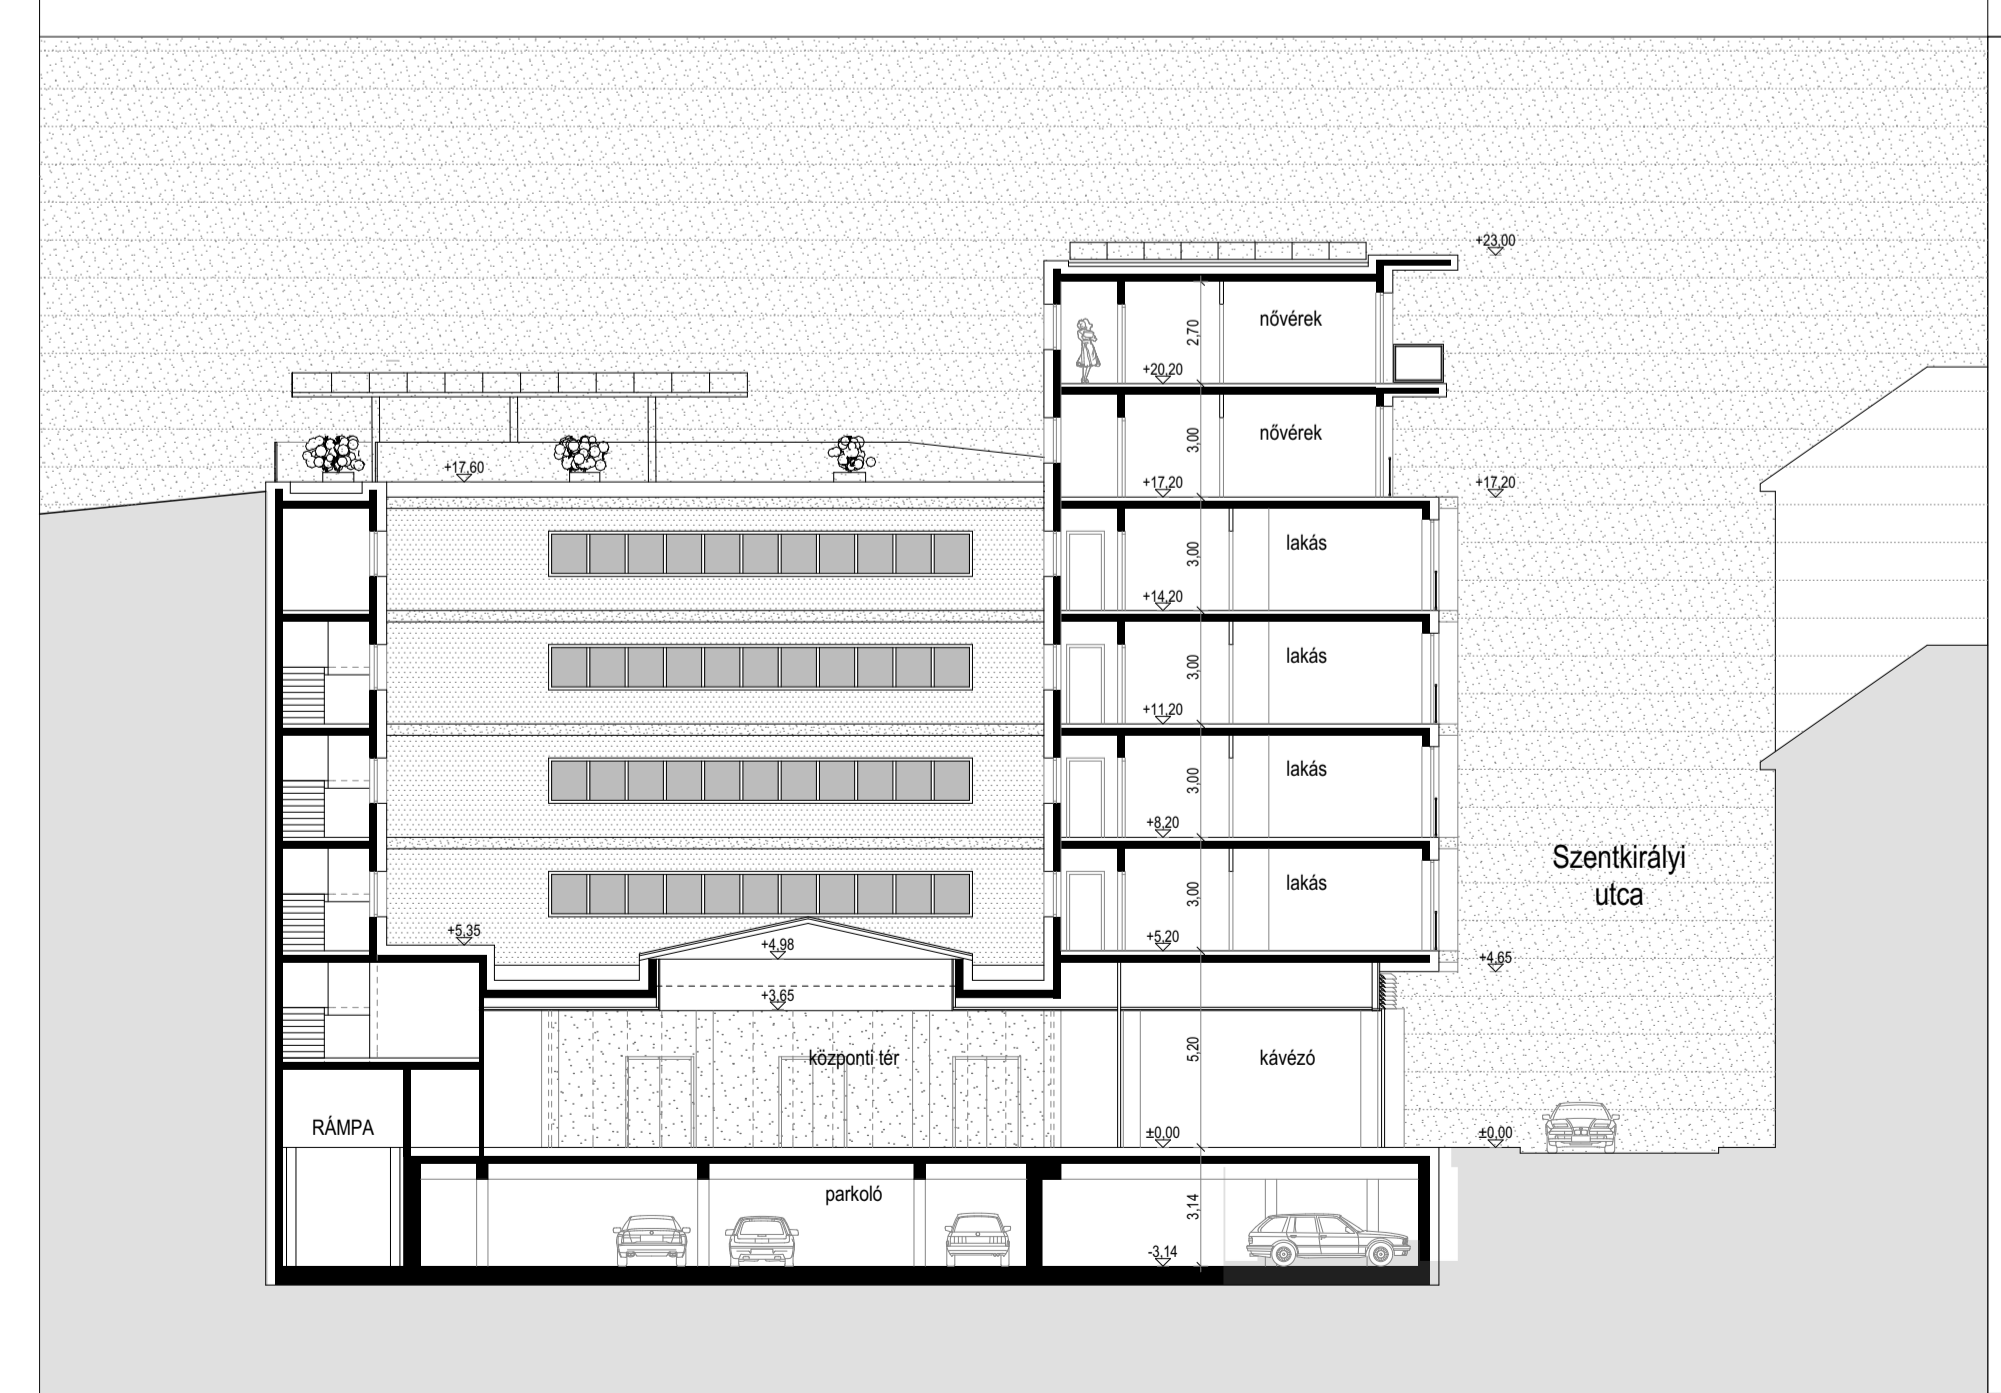 +23,00
nővérek
2,70
+20,20
nővérek
3,00
+17,60
+17,20
+17,20
lakás
3,00
+14,20
lakás
3,00
+11,20
lakás
3,00
+8,20
Szentkirályi
utca
lakás
3,00
+5,35
+5,20
+4,98
+4,65
+3,65
központi tér
5,20
kávézó
RÁMPA
±0,00
±0,00
parkoló
3,14
-3,14